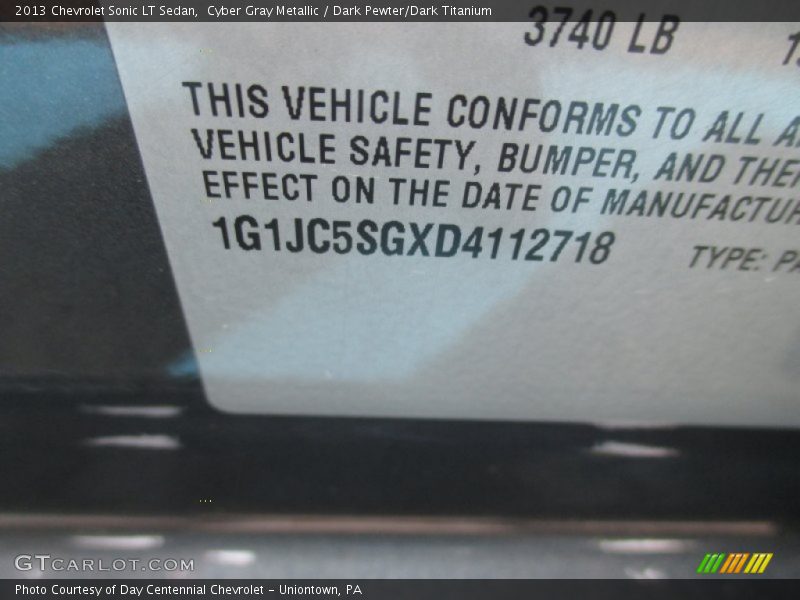 2013 Chevrolet Sonic LT Sedan,  Cyber Gray Metallic / Dark Pewter/Dark Titanium
3740 LB
THIS VEHICLE CONFORMS TO ALL
VEHICLE SAFETY, BUMPER, AND
EFFECT ON THE DATE OF
1G1JC5SGXD4112718 TYPE:
GTCARLOT.COM
Photo Courtesy of Day Centennial Chevrolet - Uniontown, PA